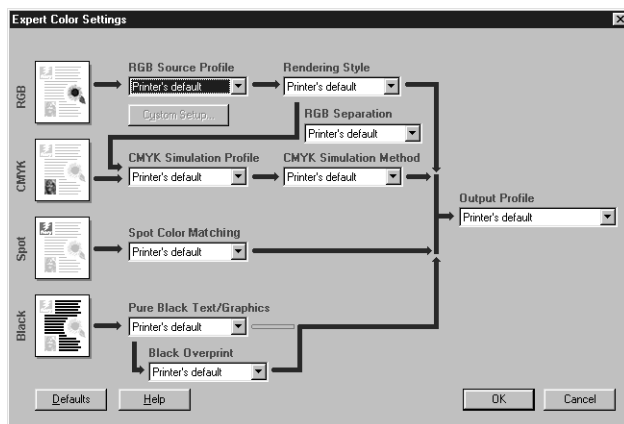 Expert Color Settings
RGB
RGB Source Profile
Printer's default
Custom Setup...
Rendering Style
Printer's default
RGB Separation
Printer's default
CMYK
CMYK Simulation Profile
Printer's default
CMYK Simulation Method
Printer's default
Output Profile
Printer's default
Spot
Spot Color Matching
Printer's default
Black
Pure Black Text/Graphics
Printer's default
Black Overprint
Printer's default
Defaults
Help
OK
Cancel